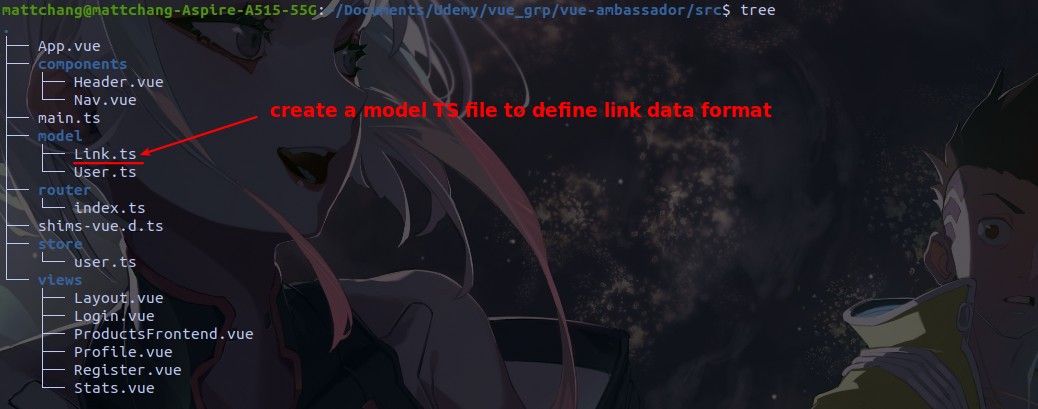 mattchang@mattchang-Aspire-A515-55G:~/Documents/Udemy/vue_grp/vue-ambassador/src$ tree
.
├── App.vue
├── components
│   ├── Header.vue
│   └── Nav.vue
├── main.ts
├── model
│   ├── Link.ts
│   └── User.ts
├── router
│   └── index.ts
├── shims-vue.d.ts
├── store
│   └── user.ts
└── views
    ├── Layout.vue
    ├── Login.vue
    ├── ProductsFrontend.vue
    ├── Profile.vue
    ├── Register.vue
    └── Stats.vue
create a model TS file to define link data format